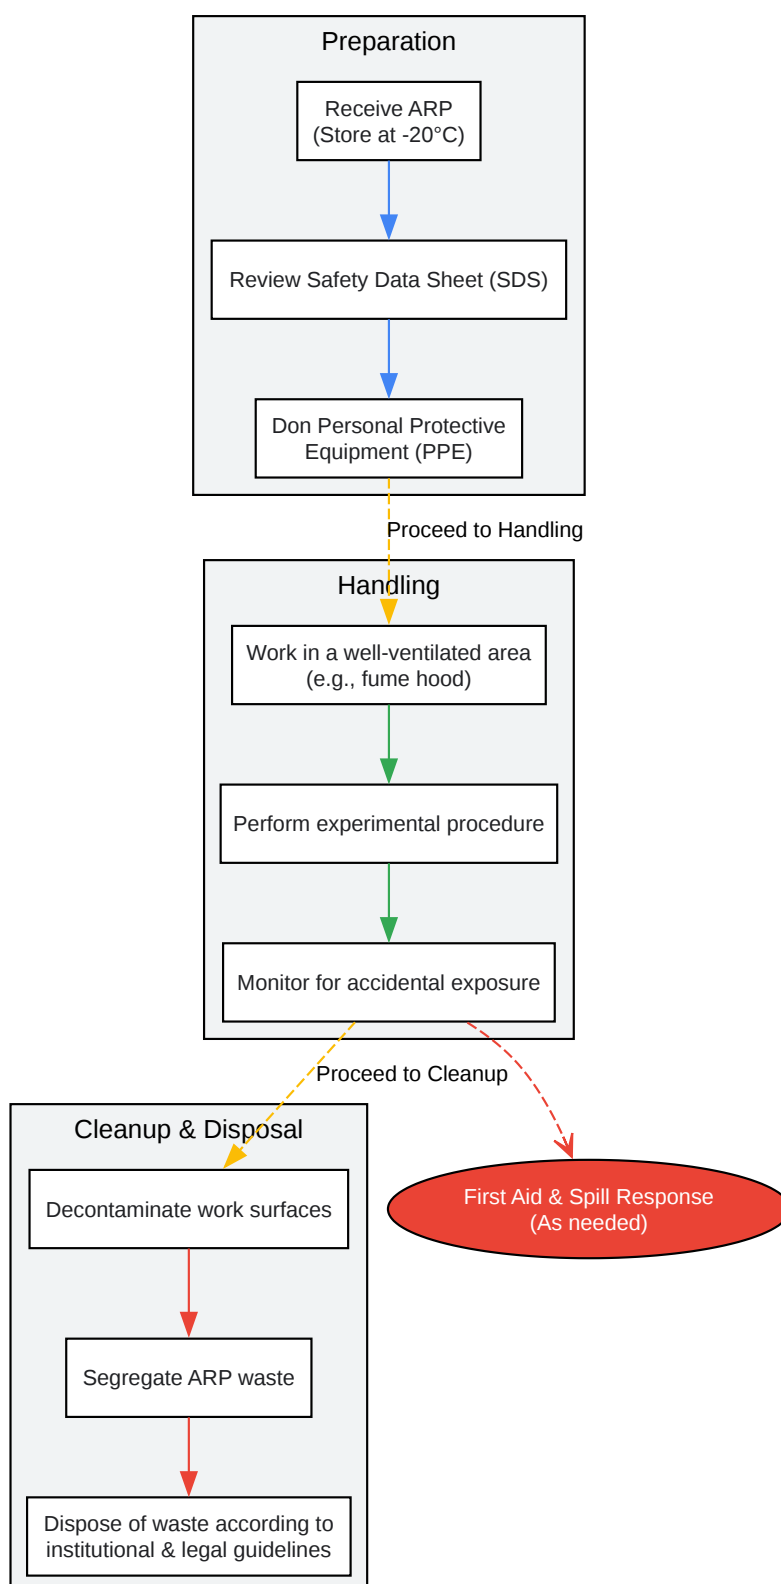 Preparation
Receive ARP
(Store at -20°C)
Review Safety Data Sheet (SDS)
Don Personal Protective
Equipment (PPE)
Proceed to Handling
Handling
Work in a well-ventilated area
(e.g., fume hood)
Perform experimental procedure
Monitor for accidental exposure
Proceed to Cleanup
Cleanup & Disposal
Decontaminate work surfaces
First Aid & Spill Response
(As needed)
Segregate ARP waste
Dispose of waste according to
institutional & legal guidelines